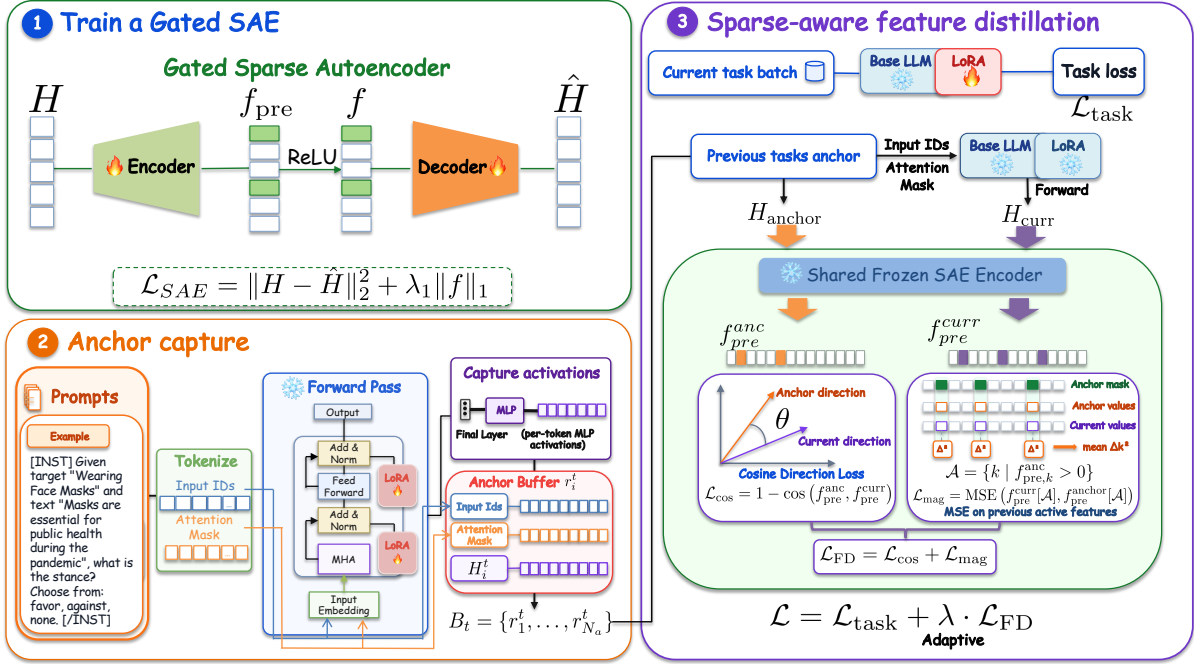 1 Train a Gated SAE
Gated Sparse Autoencoder
H
f_pre
f
Ĥ
Encoder
ReLU
Decoder
L_SAE = ‖H − Ĥ‖₂² + λ₁‖f‖₁
2 Anchor capture
Prompts
Example
[INST] Given
target "Wearing
Face Masks" and
text "Masks are
essential for
public health
during the
pandemic", what is
the stance?
Choose from:
favor, against,
none. [/INST]
Tokenize
Input IDs
...
Attention
Mask
...
Forward Pass
Output
Add &
Norm
Feed
Forward
LoRA
Add &
Norm
MHA
LoRA
Input
Embedding
Capture activations
MLP
Final Layer
(per-token MLP
activations)
Anchor Buffer r_i^t
Input Ids
Attention
Mask
H_i^t
B_t = {r_1^t, . . . , r_{N_a}^t}
3 Sparse-aware feature distillation
Current task batch
Base LLM
LoRA
Task loss
L_task
Previous tasks anchor
Input IDs
Attention
Mask
Base LLM
LoRA
Forward
H_anchor
H_curr
Shared Frozen SAE Encoder
f_pre^anc
f_pre^curr
Anchor direction
θ
Current direction
Cosine Direction Loss
L_cos = 1 − cos (f_pre^anc, f_pre^curr)
Anchor mask
Anchor values
Current values
Δ² Δ² Δ² mean Δk²
A = {k | f_pre,k^anc > 0}
L_mag = MSE (f_pre^curr[A], f_pre^anchor[A])
MSE on previous active features
L_FD = L_cos + L_mag
L = L_task + λ · L_FD
Adaptive